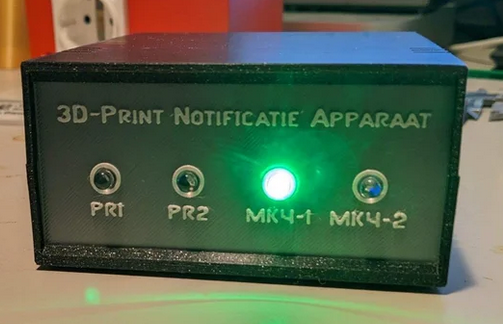 3D-Print Notificatie Apparaat
PR1 PR2 MK4-1 MK4-2